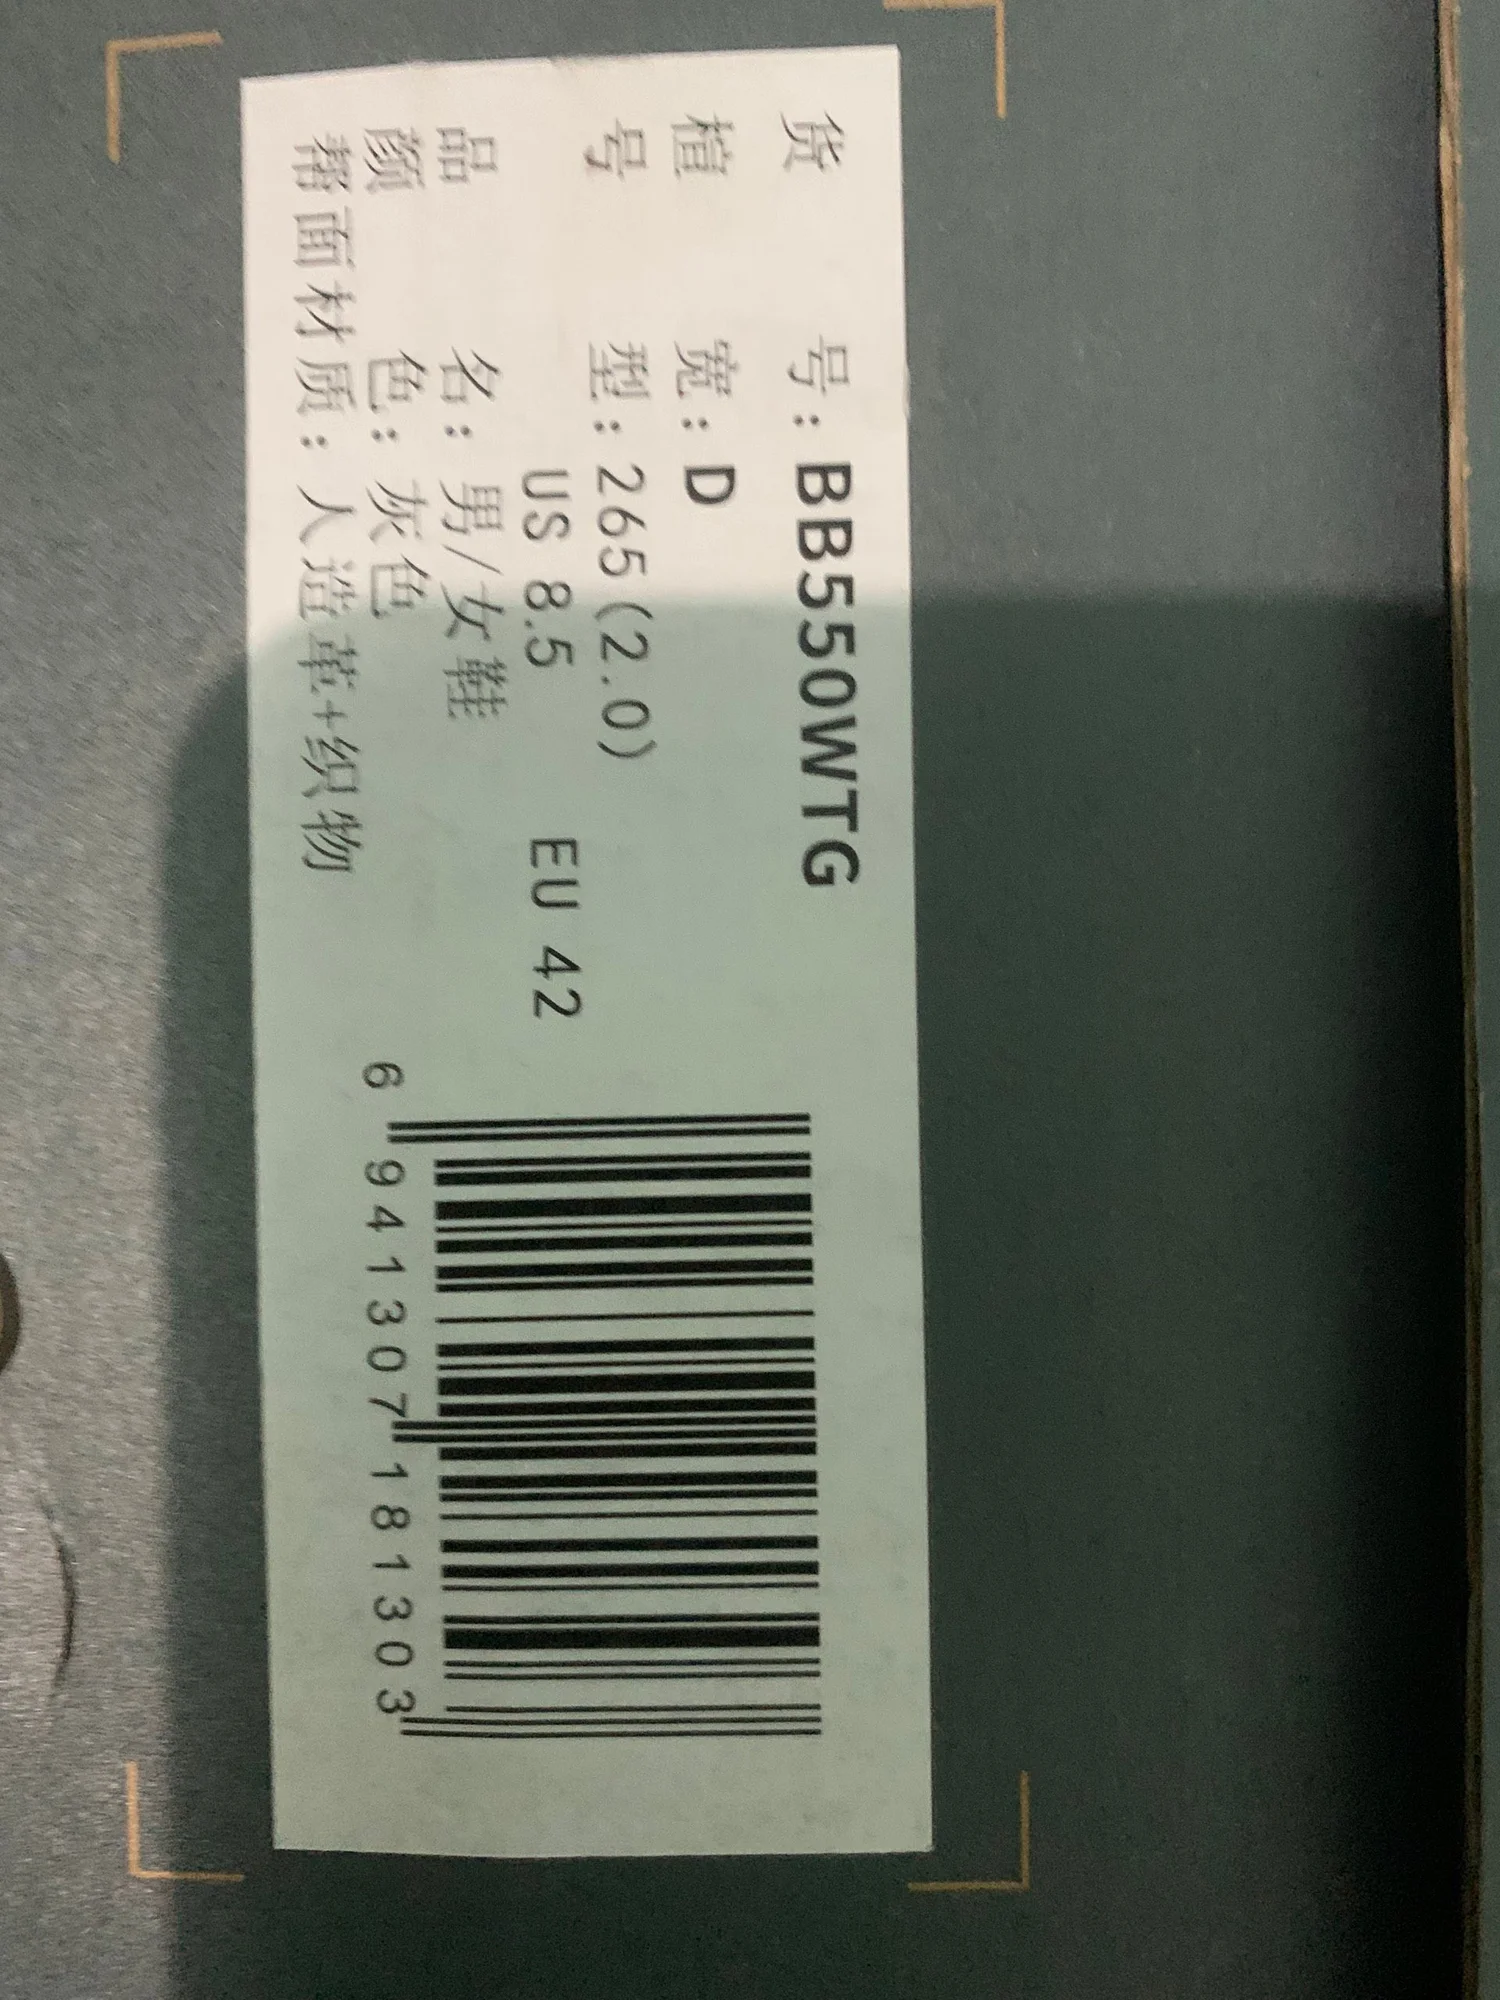 货号：BB550WTG
楦宽：D
号型：265(2.0)
US 8.5 EU 42
品名：男/女鞋
颜色：灰色
帮面材质：人造革+织物
6 941307 181303